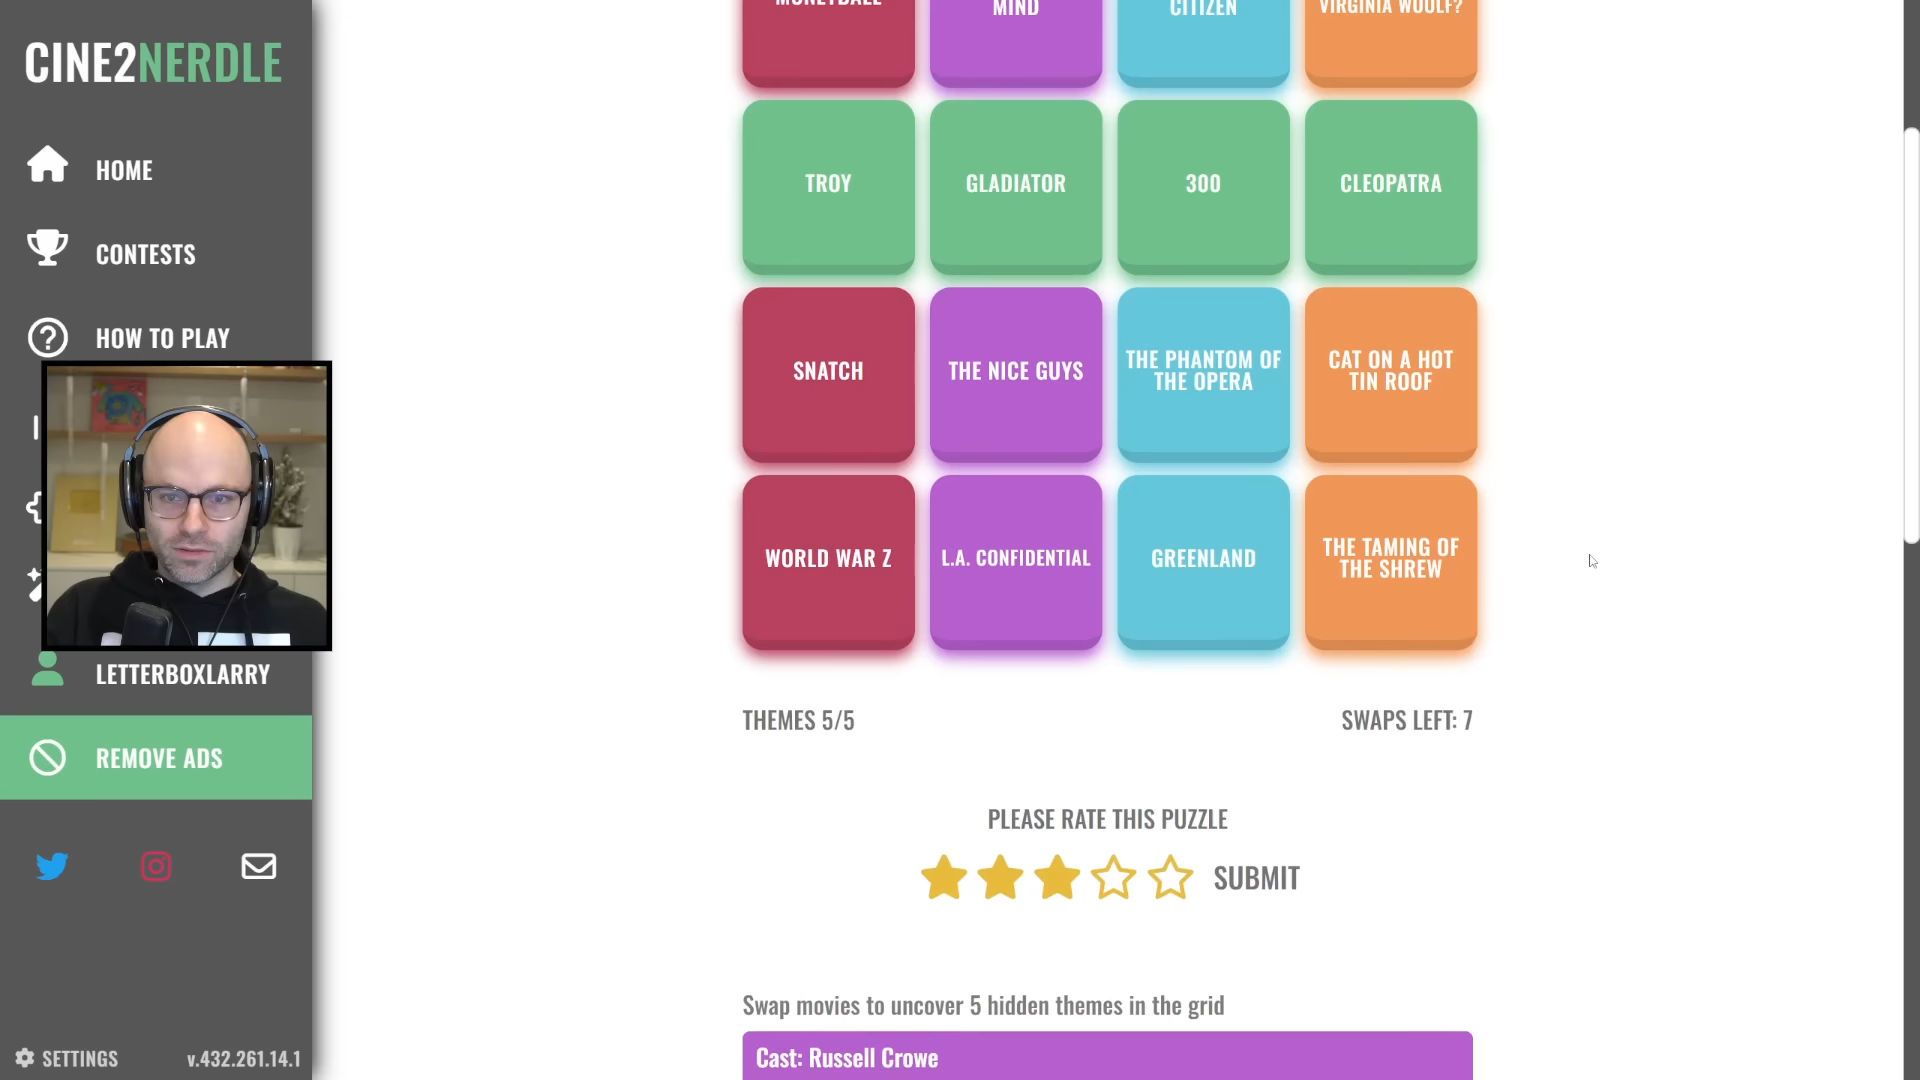 CINE2NERDLE
HOME
CONTESTS
HOW TO PLAY
LETTERBOXLARRY
REMOVE ADS
SETTINGS
v.432.261.14.1
MONEYBALL
MIND
CITIZEN
VIRGINIA WOOLF?
TROY
GLADIATOR
300
CLEOPATRA
SNATCH
THE NICE GUYS
THE PHANTOM OF
THE OPERA
CAT ON A HOT
TIN ROOF
WORLD WAR Z
L.A. CONFIDENTIAL
GREENLAND
THE TAMING OF
THE SHREW
THEMES 5/5
SWAPS LEFT: 7
PLEASE RATE THIS PUZZLE
SUBMIT
Swap movies to uncover 5 hidden themes in the grid
Cast: Russell Crowe